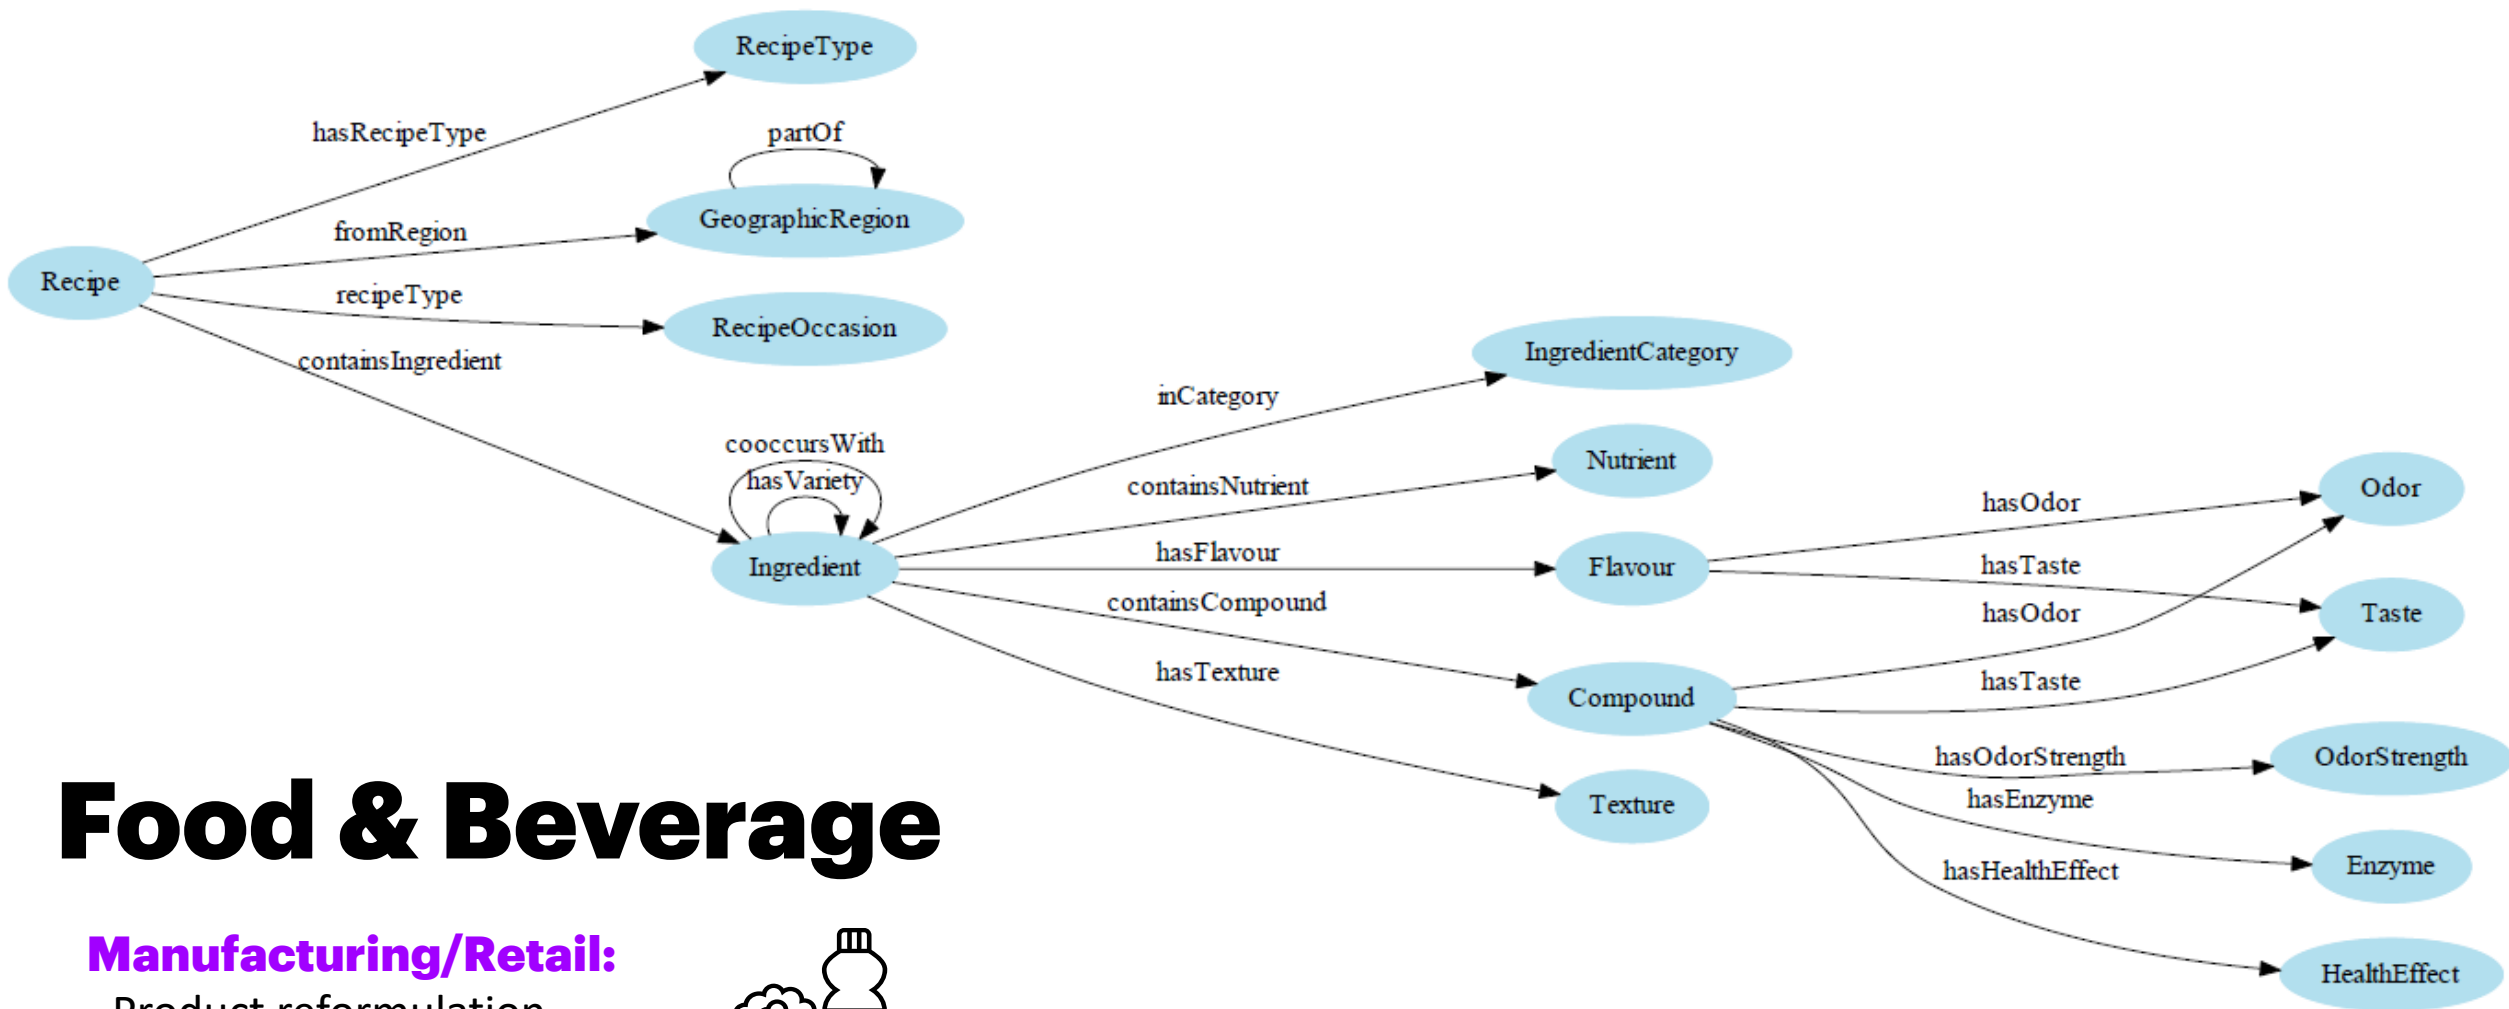 RecipeType
hasRecipeType
partOf
GeographicRegion
fromRegion
Recipe
recipeType
RecipeOccasion
containsIngredient
IngredientCategory
inCategory
cooccursWith
hasVariety
Nutrient
containsNutrient
Odor
hasOdor
hasFlavour
Ingredient
Flavour
hasTaste
containsCompound
hasOdor
Taste
hasTexture
hasTaste
Compound
hasOdorStrength
OdorStrength
hasEnzyme
Texture
Enzyme
hasHealthEffect
HealthEffect
Food & Beverage
Manufacturing/Retail:
Product reformulation